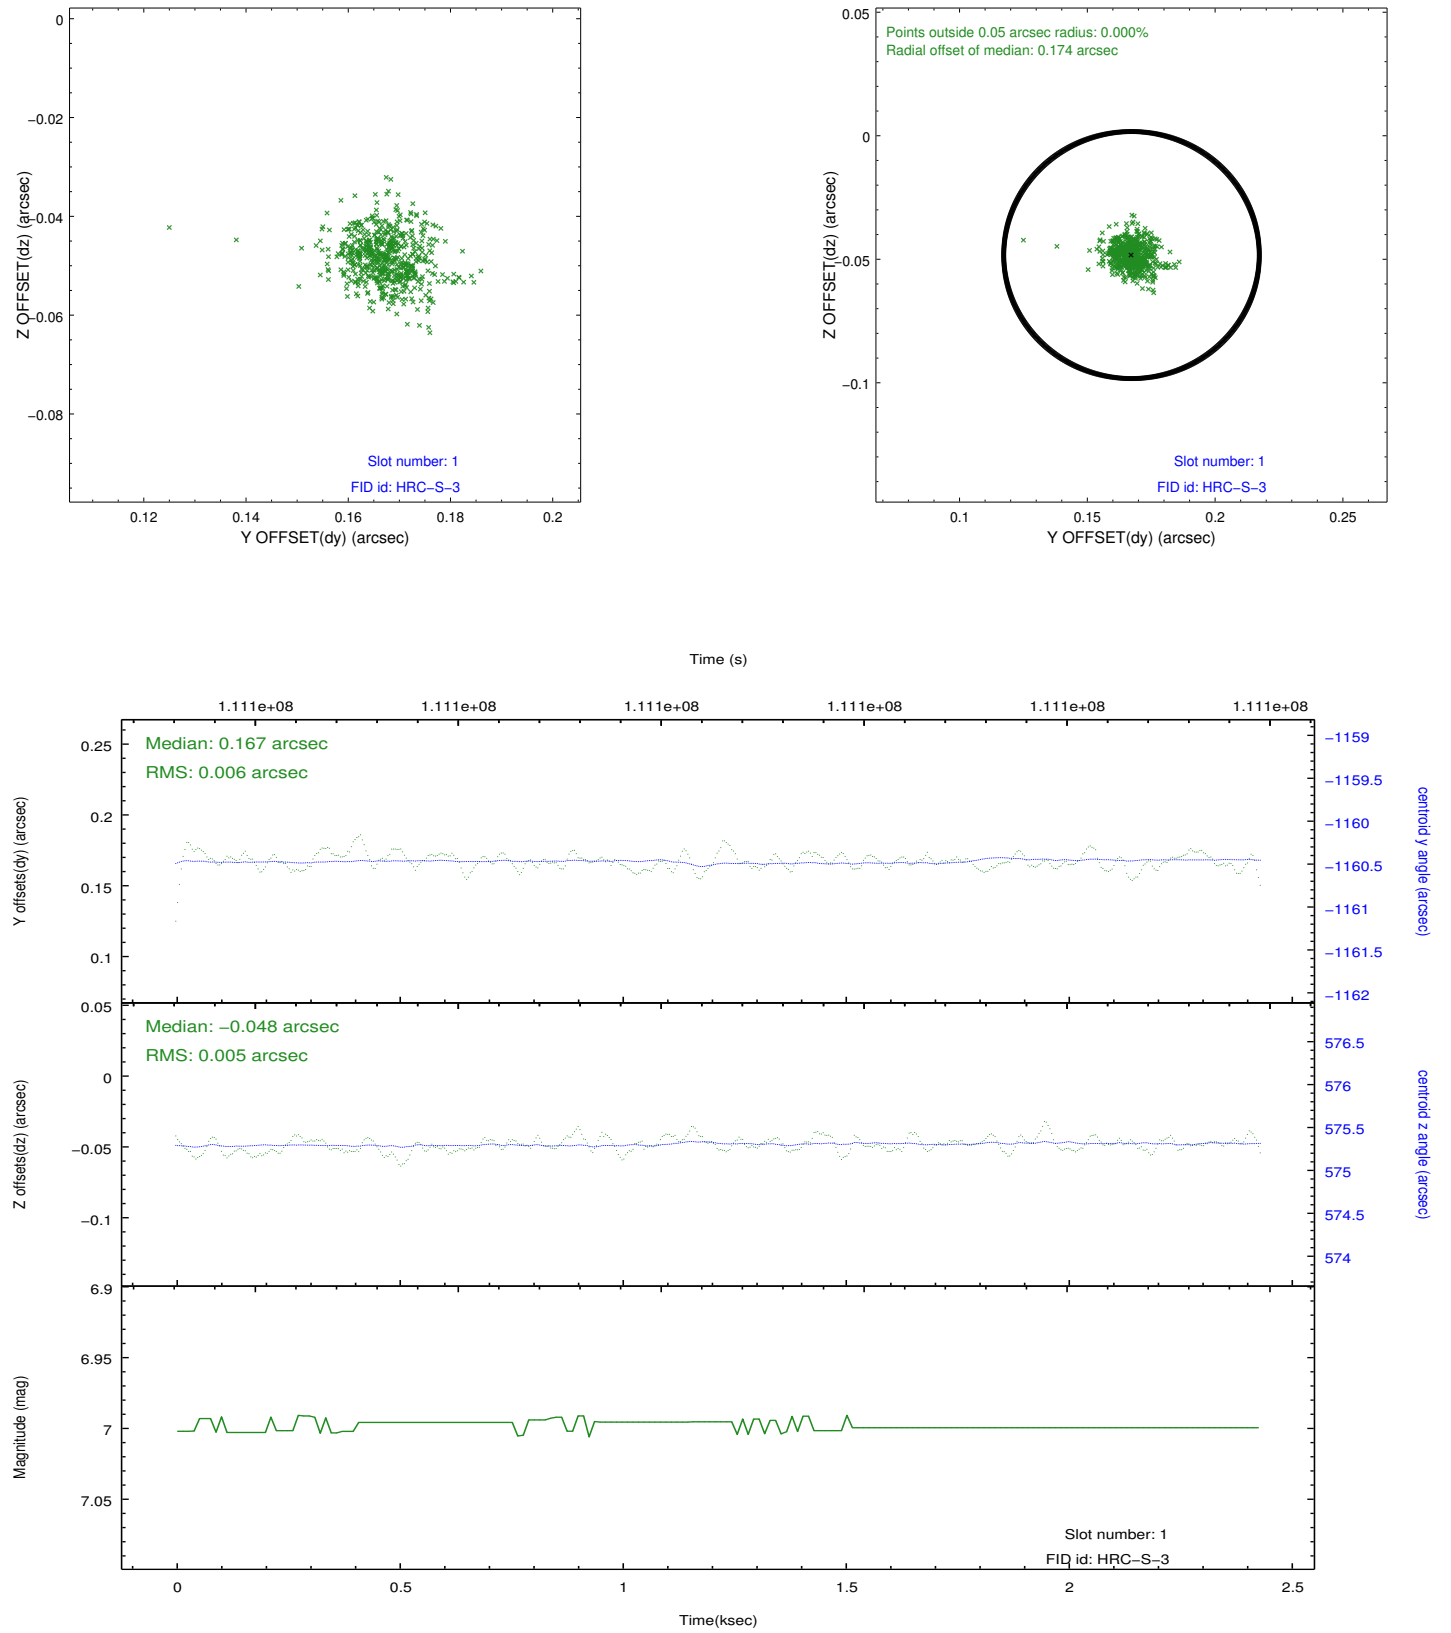 0
−0.02
−0.04
−0.06
−0.08
Z OFFSET(dz) (arcsec)
Slot number: 1
FID id: HRC−S−3
0.12 0.14 0.16 0.18 0.2
Y OFFSET(dy) (arcsec)
0.05
0
−0.05
−0.1
Z OFFSET(dz) (arcsec)
Points outside 0.05 arcsec radius: 0.000%
Radial offset of median: 0.174 arcsec
Slot number: 1
FID id: HRC−S−3
0.1 0.15 0.2 0.25
Y OFFSET(dy) (arcsec)
Time (s)
1.111e+08 1.111e+08 1.111e+08 1.111e+08 1.111e+08 1.111e+08
Median: 0.167 arcsec
RMS: 0.006 arcsec
0.25
0.2
0.15
0.1
Y offsets(dy) (arcsec)
−1159
−1159.5
−1160
−1160.5
−1161
−1161.5
−1162
centroid y angle (arcsec)
Median: −0.048 arcsec
RMS: 0.005 arcsec
0.05
0
−0.05
−0.1
Z offsets(dz) (arcsec)
576.5
576
575.5
575
574.5
574
centroid z angle (arcsec)
6.9
6.95
7
7.05
Magnitude (mag)
Slot number: 1
FID id: HRC−S−3
0 0.5 1 1.5 2 2.5
Time(ksec)